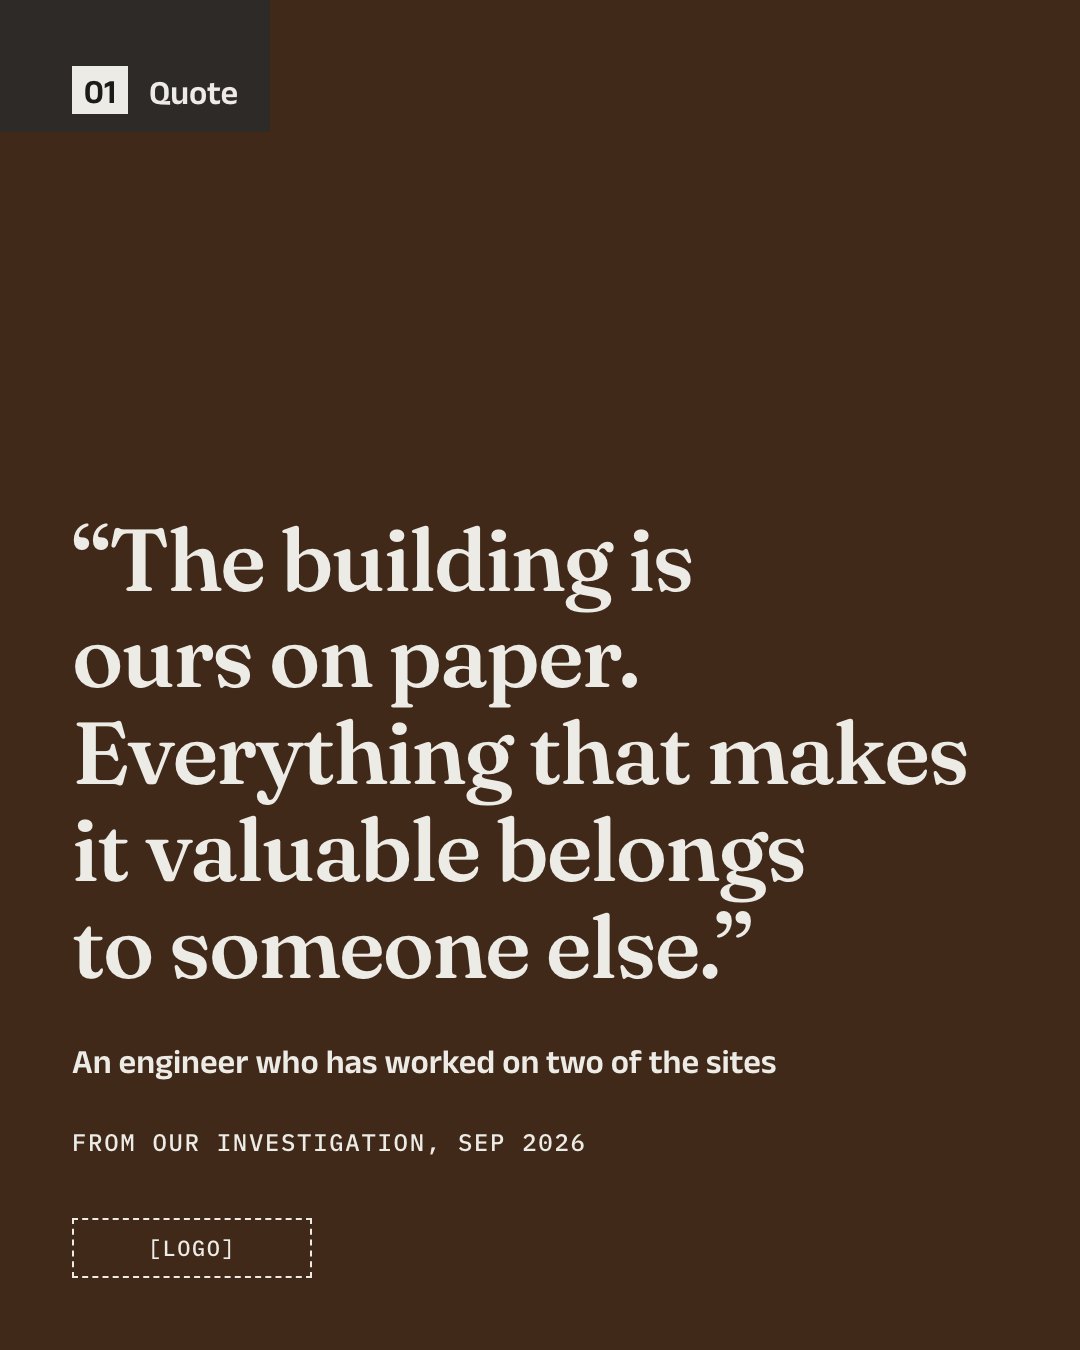 01 Quote
“The building is
ours on paper.
Everything that makes
it valuable belongs
to someone else.”
An engineer who has worked on two of the sites
FROM OUR INVESTIGATION, SEP 2026
[LOGO]